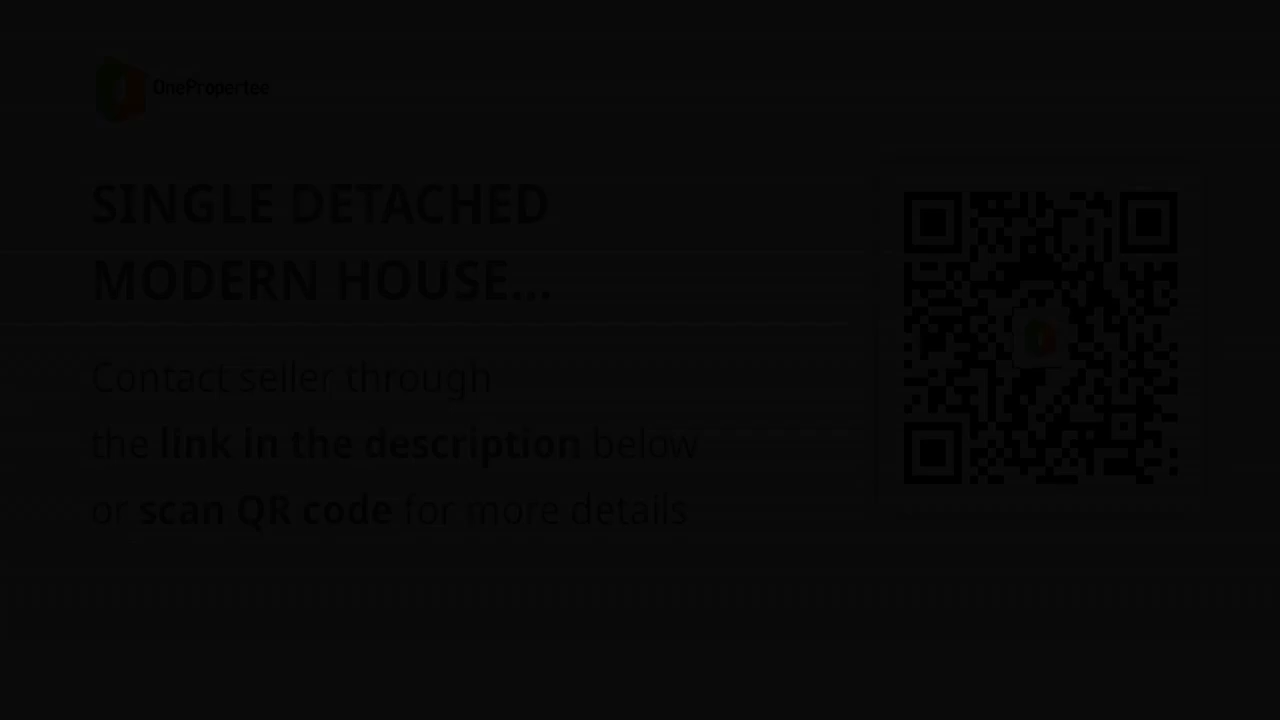 OnePropertee
SINGLE DETACHED
MODERN HOUSE...
Contact seller through
the link in the description below
or scan QR code for more details